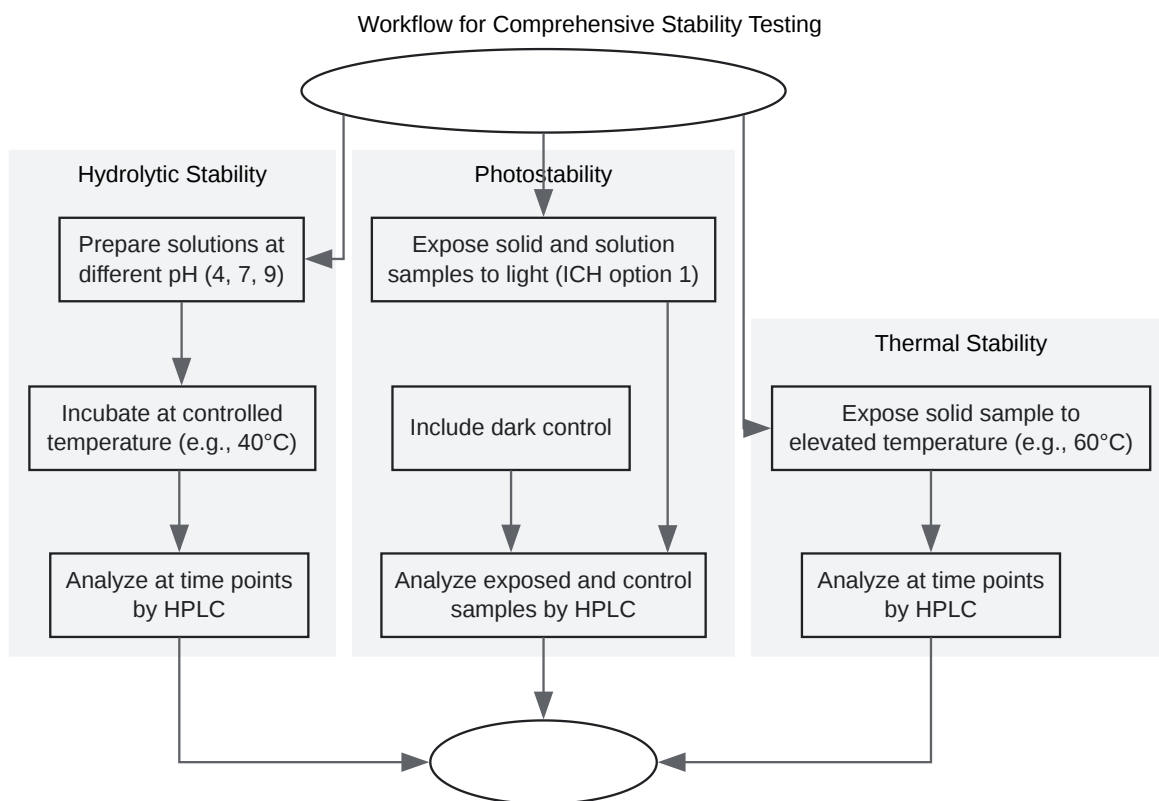 Workflow for Comprehensive Stability Testing
Hydrolytic Stability
Prepare solutions at
different pH (4, 7, 9)
Incubate at controlled
temperature (e.g., 40°C)
Analyze at time points
by HPLC
Photostability
Expose solid and solution
samples to light (ICH option 1)
Include dark control
Analyze exposed and control
samples by HPLC
Thermal Stability
Expose solid sample to
elevated temperature (e.g., 60°C)
Analyze at time points
by HPLC